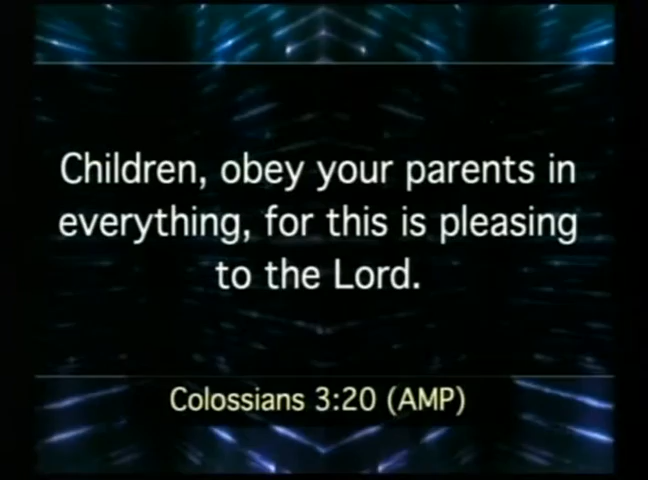 Children, obey your parents in
everything, for this is pleasing
to the Lord.
Colossians 3:20 (AMP)